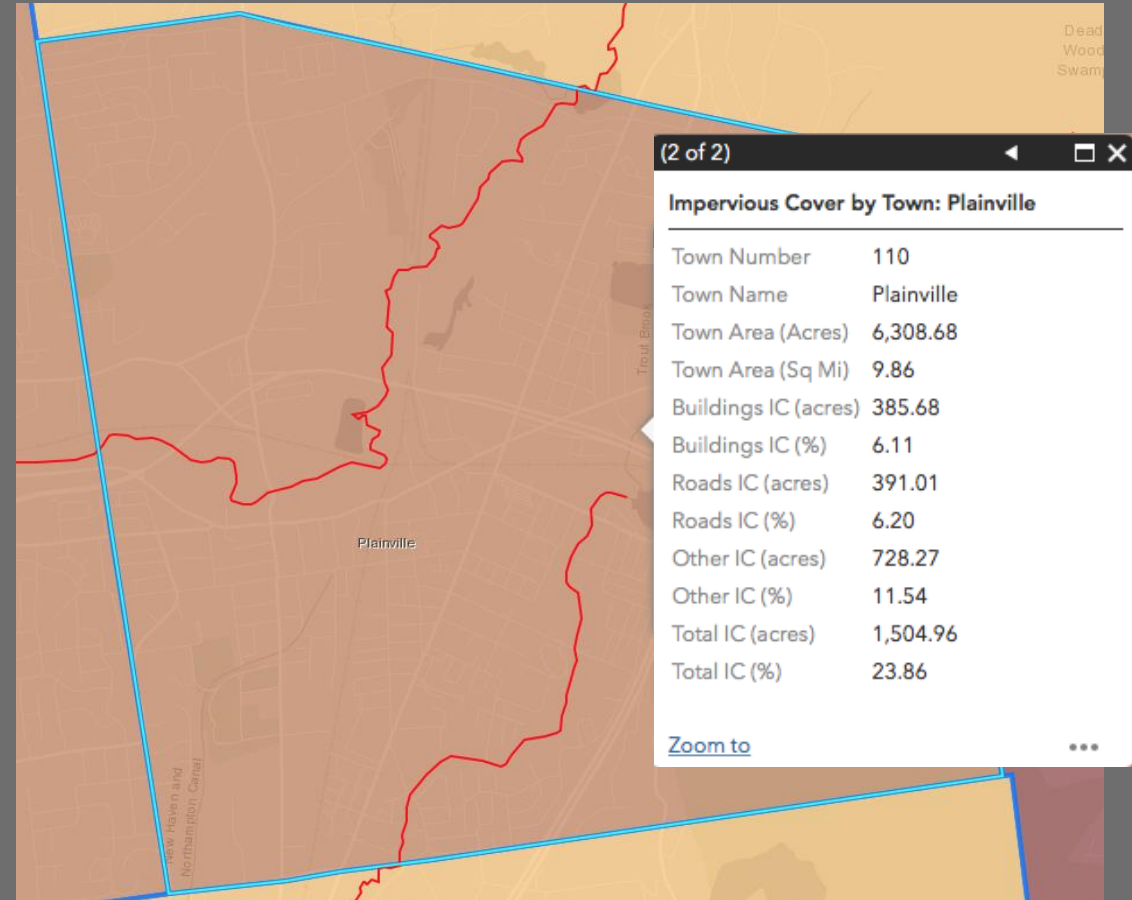 Dead
Wood
Swam
(2 of 2)
Impervious Cover by Town: Plainville
Town Number 110
Town Name Plainville
Town Area (Acres) 6,308.68
Town Area (Sq Mi) 9.86
Buildings IC (acres) 385.68
Buildings IC (%) 6.11
Roads IC (acres) 391.01
Roads IC (%) 6.20
Other IC (acres) 728.27
Other IC (%) 11.54
Total IC (acres) 1,504.96
Total IC (%) 23.86
Zoom to
Trout Brook
Plainville
New Haven and
Northampton Canal